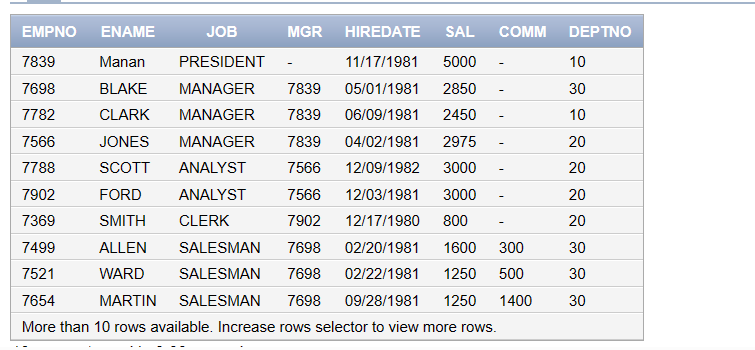 EMPNO ENAME JOB MGR HIREDATE SAL COMM DEPTNO
7839 Manan PRESIDENT - 11/17/1981 5000 - 10
7698 BLAKE MANAGER 7839 05/01/1981 2850 - 30
7782 CLARK MANAGER 7839 06/09/1981 2450 - 10
7566 JONES MANAGER 7839 04/02/1981 2975 - 20
7788 SCOTT ANALYST 7566 12/09/1982 3000 - 20
7902 FORD ANALYST 7566 12/03/1981 3000 - 20
7369 SMITH CLERK 7902 12/17/1980 800 - 20
7499 ALLEN SALESMAN 7698 02/20/1981 1600 300 30
7521 WARD SALESMAN 7698 02/22/1981 1250 500 30
7654 MARTIN SALESMAN 7698 09/28/1981 1250 1400 30
More than 10 rows available. Increase rows selector to view more rows.